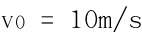 v0 = 10m/s